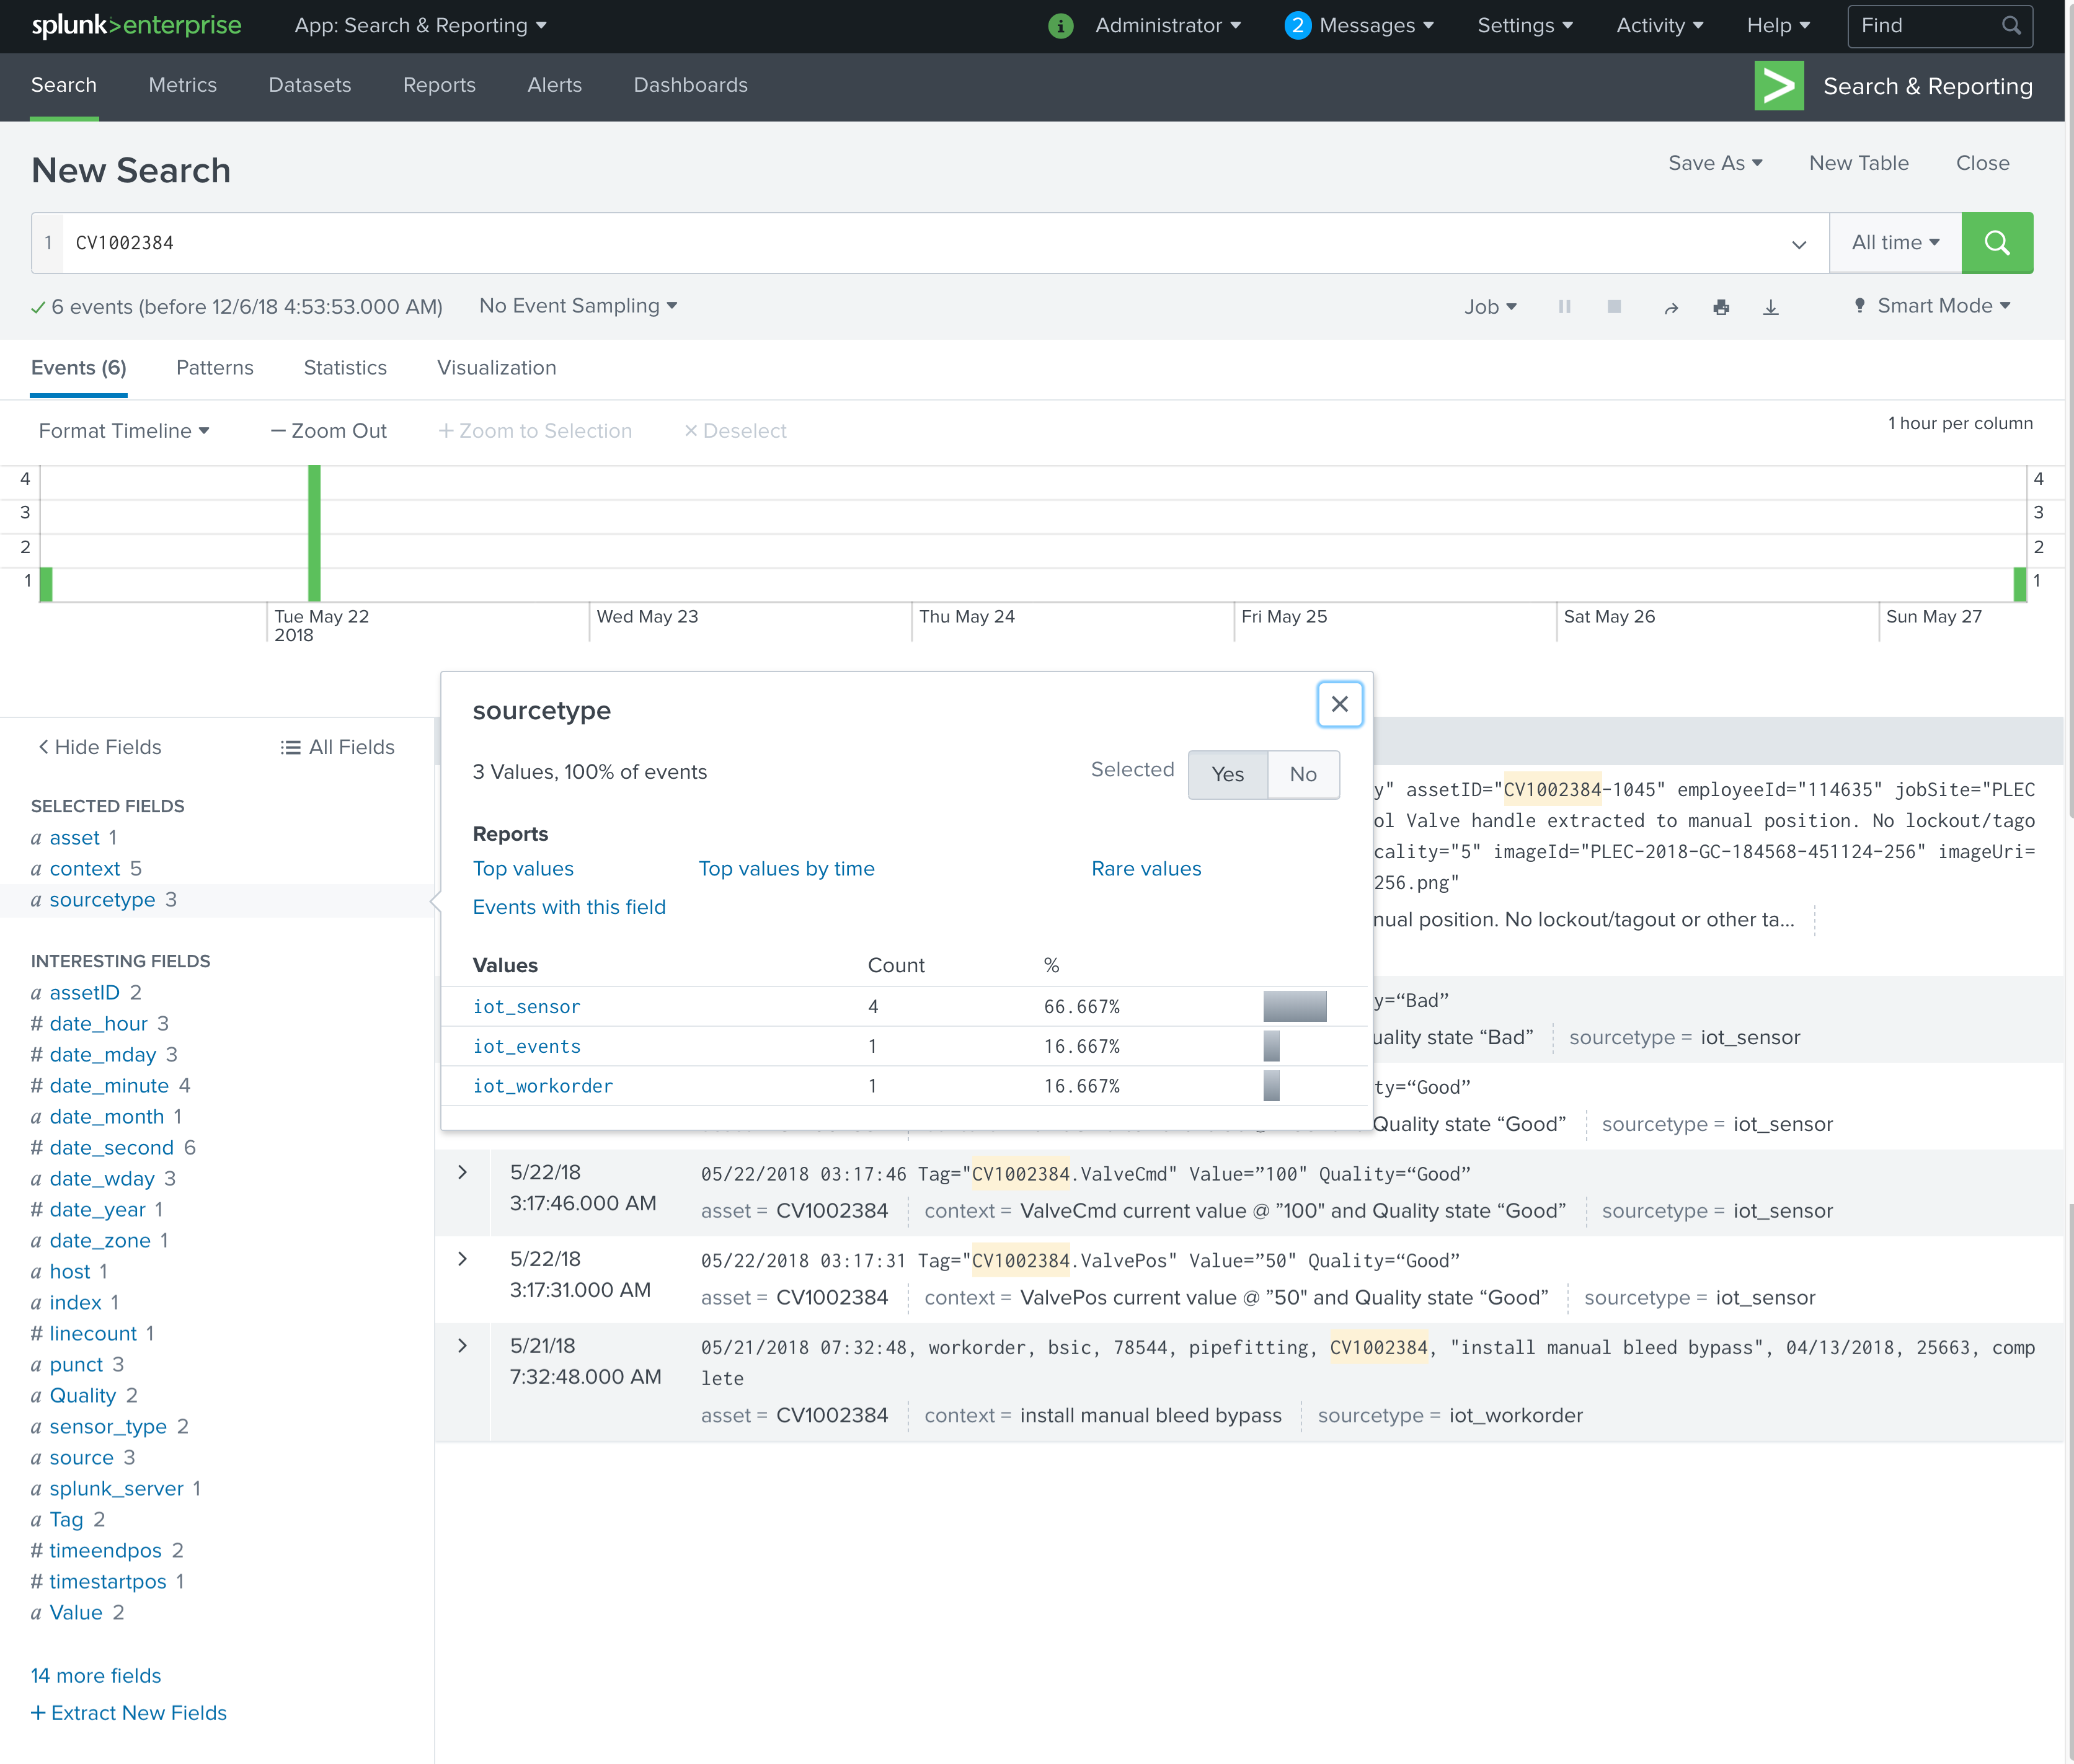 splunk>enterprise App: Search & Reporting i Administrator 2 Messages Settings Activity Help Find
Search Metrics Datasets Reports Alerts Dashboards > Search & Reporting
New Search Save As New Table Close
1 CV1002384 All time
6 events (before 12/6/18 4:53:53.000 AM) No Event Sampling Job Smart Mode
Events (6) Patterns Statistics Visualization
Format Timeline — Zoom Out + Zoom to Selection × Deselect 1 hour per column
4 4
3 3
2 2
1 1
Tue May 22 Wed May 23 Thu May 24 Fri May 25 Sat May 26 Sun May 27
2018
< Hide Fields All Fields
SELECTED FIELDS
a asset 1
a context 5
a sourcetype 3
INTERESTING FIELDS
a assetID 2
# date_hour 3
# date_mday 3
# date_minute 4
a date_month 1
# date_second 6
a date_wday 3
# date_year 1
a date_zone 1
a host 1
a index 1
# linecount 1
a punct 3
a Quality 2
a sensor_type 2
a source 3
a splunk_server 1
a Tag 2
# timeendpos 2
# timestartpos 1
a Value 2
14 more fields
+ Extract New Fields
sourcetype ×
3 Values, 100% of events Selected Yes No
Reports
Top values Top values by time Rare values
Events with this field
Values Count %
iot_sensor 4 66.667%
iot_events 1 16.667%
iot_workorder 1 16.667%
y" assetID="CV1002384-1045" employeeId="114635" jobSite="PLEC
ol Valve handle extracted to manual position. No lockout/tago
cality="5" imageId="PLEC-2018-GC-184568-451124-256" imageUri=
256.png"
nual position. No lockout/tagout or other ta...
y=“Bad”
uality state “Bad” sourcetype = iot_sensor
ty=“Good”
Quality state “Good” sourcetype = iot_sensor
> 5/22/18 05/22/2018 03:17:46 Tag="CV1002384.ValveCmd" Value=”100" Quality=“Good”
3:17:46.000 AM asset = CV1002384 context = ValveCmd current value @ ”100" and Quality state “Good” sourcetype = iot_sensor
> 5/22/18 05/22/2018 03:17:31 Tag="CV1002384.ValvePos" Value=”50" Quality=“Good”
3:17:31.000 AM asset = CV1002384 context = ValvePos current value @ ”50" and Quality state “Good” sourcetype = iot_sensor
> 5/21/18 05/21/2018 07:32:48, workorder, bsic, 78544, pipefitting, CV1002384, "install manual bleed bypass", 04/13/2018, 25663, comp
7:32:48.000 AM lete
asset = CV1002384 context = install manual bleed bypass sourcetype = iot_workorder